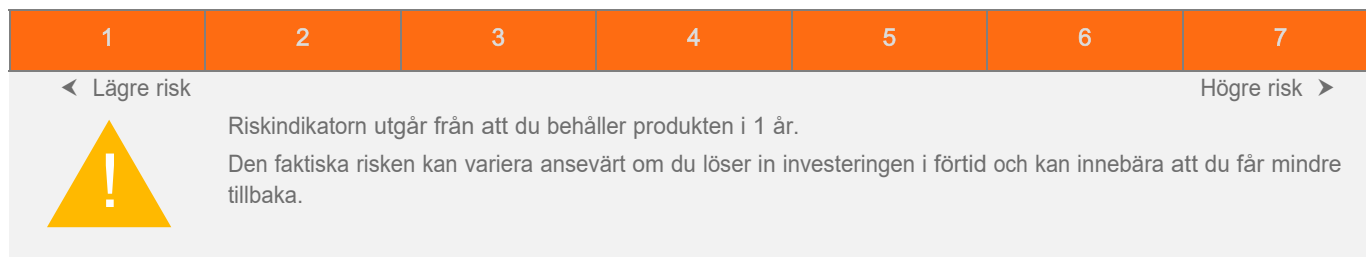 1 2 3 4 5 6 7
Lägre risk Högre risk
Riskindikatorn utgår från att du behåller produkten i 1 år.
Den faktiska risken kan variera ansevärt om du löser in investeringen i förtid och kan innebära att du får mindre
tillbaka.
!